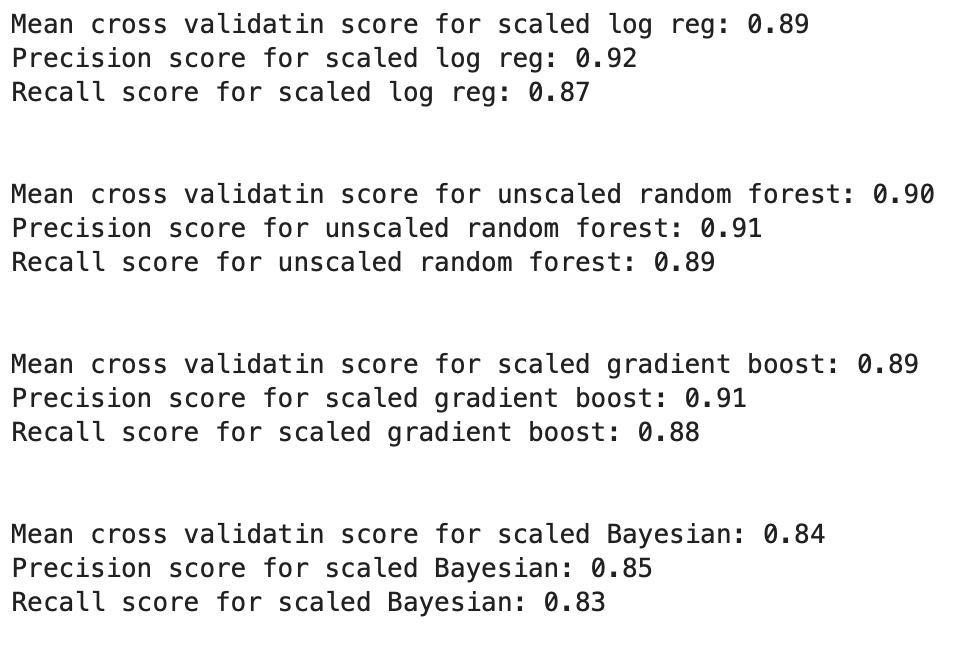 Mean cross validatin score for scaled log reg: 0.89
Precision score for scaled log reg: 0.92
Recall score for scaled log reg: 0.87
Mean cross validatin score for unscaled random forest: 0.90
Precision score for unscaled random forest: 0.91
Recall score for unscaled random forest: 0.89
Mean cross validatin score for scaled gradient boost: 0.89
Precision score for scaled gradient boost: 0.91
Recall score for scaled gradient boost: 0.88
Mean cross validatin score for scaled Bayesian: 0.84
Precision score for scaled Bayesian: 0.85
Recall score for scaled Bayesian: 0.83